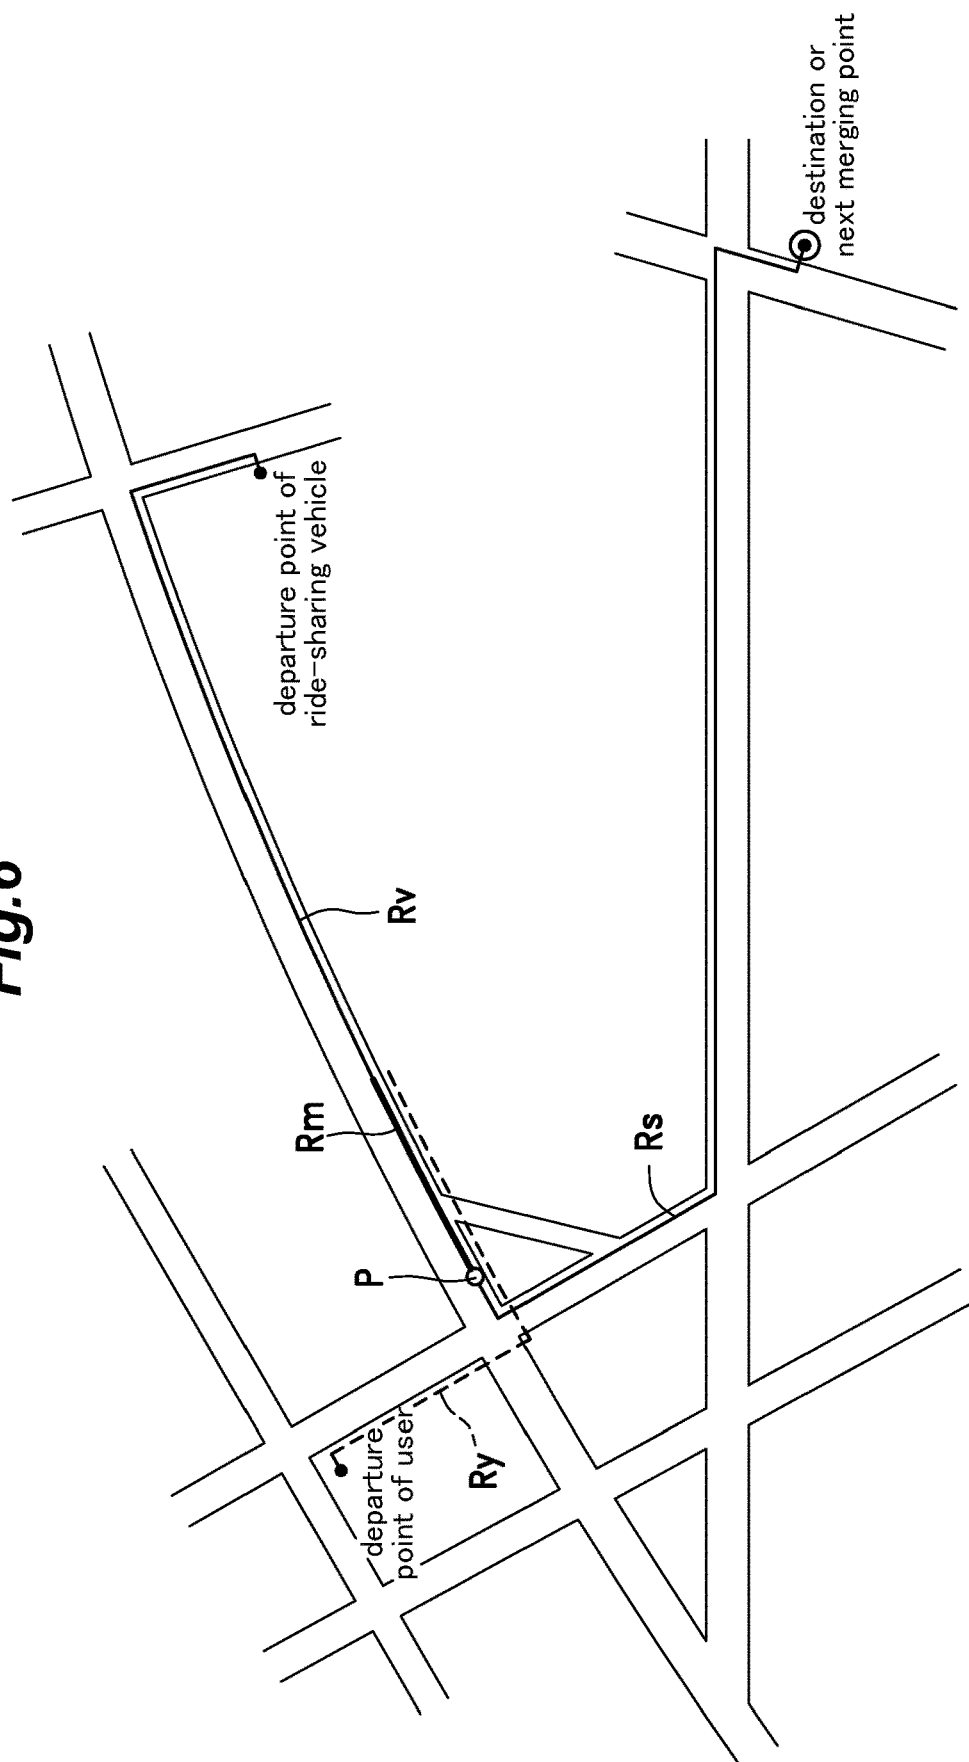 Fig.6
destination or
next merging point
departure point of
ride-sharing vehicle
Rv
Rm
Rs
P
departure
point of user
Ry